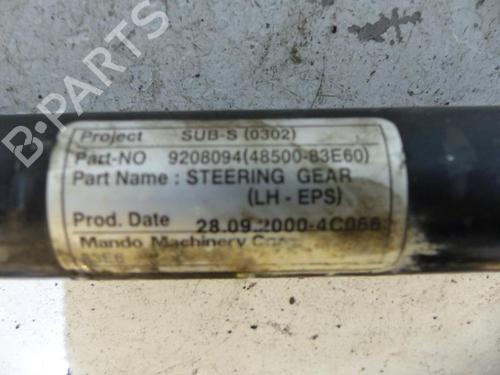 B-PARTS
Project SUB-S (0302)
Part-NO 9208094(48500-83E60)
Part Name : STEERING GEAR
(LH - EPS)
Prod. Date 28.09.2000-4C066
Mando Machinery Corp.
83E6